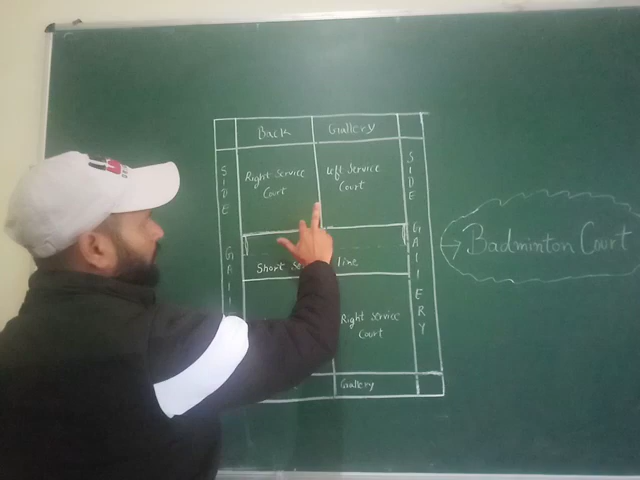 Back Gallery
Right Service Court
Left Service Court
SIDE
SIDE GALLERY
Badminton Court
Short line
Right Service Court
Gallery